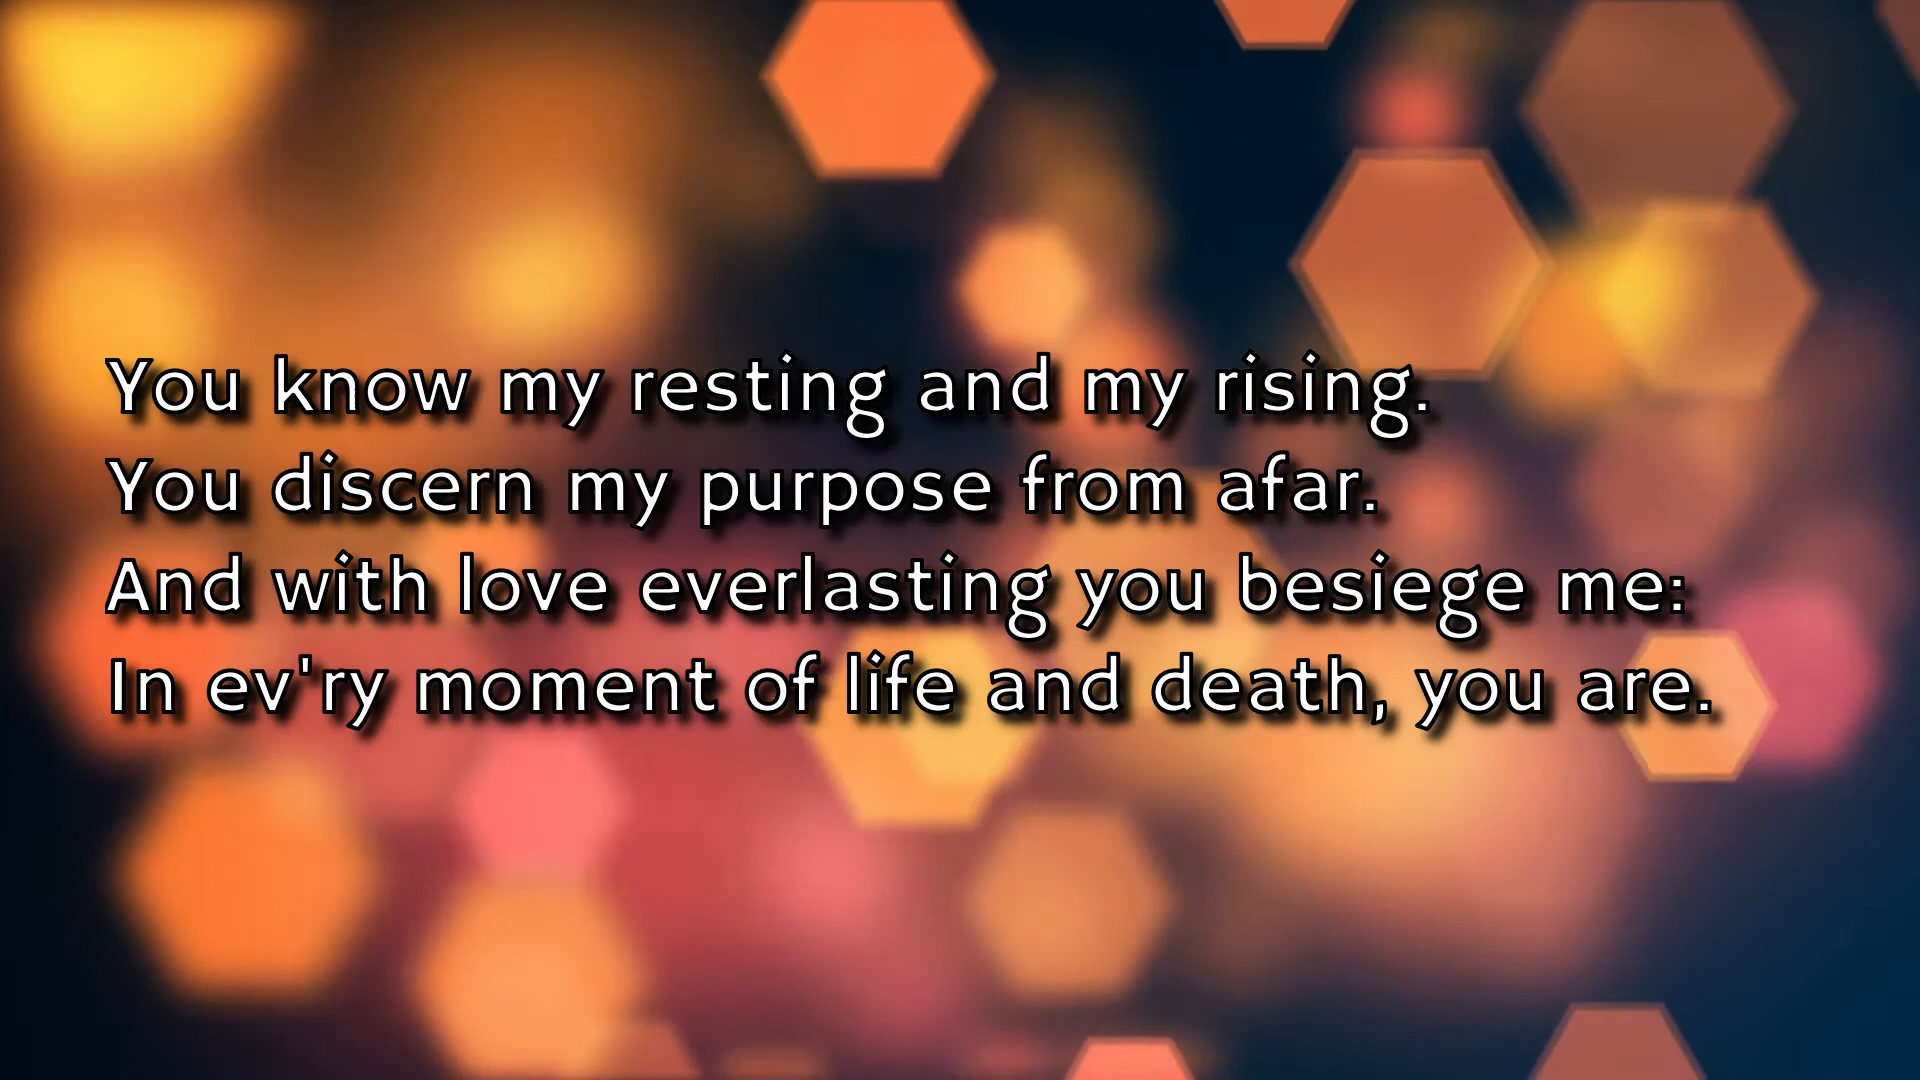 You know my resting and my rising.
You discern my purpose from afar.
And with love everlasting you besiege me:
In ev'ry moment of life and death, you are.